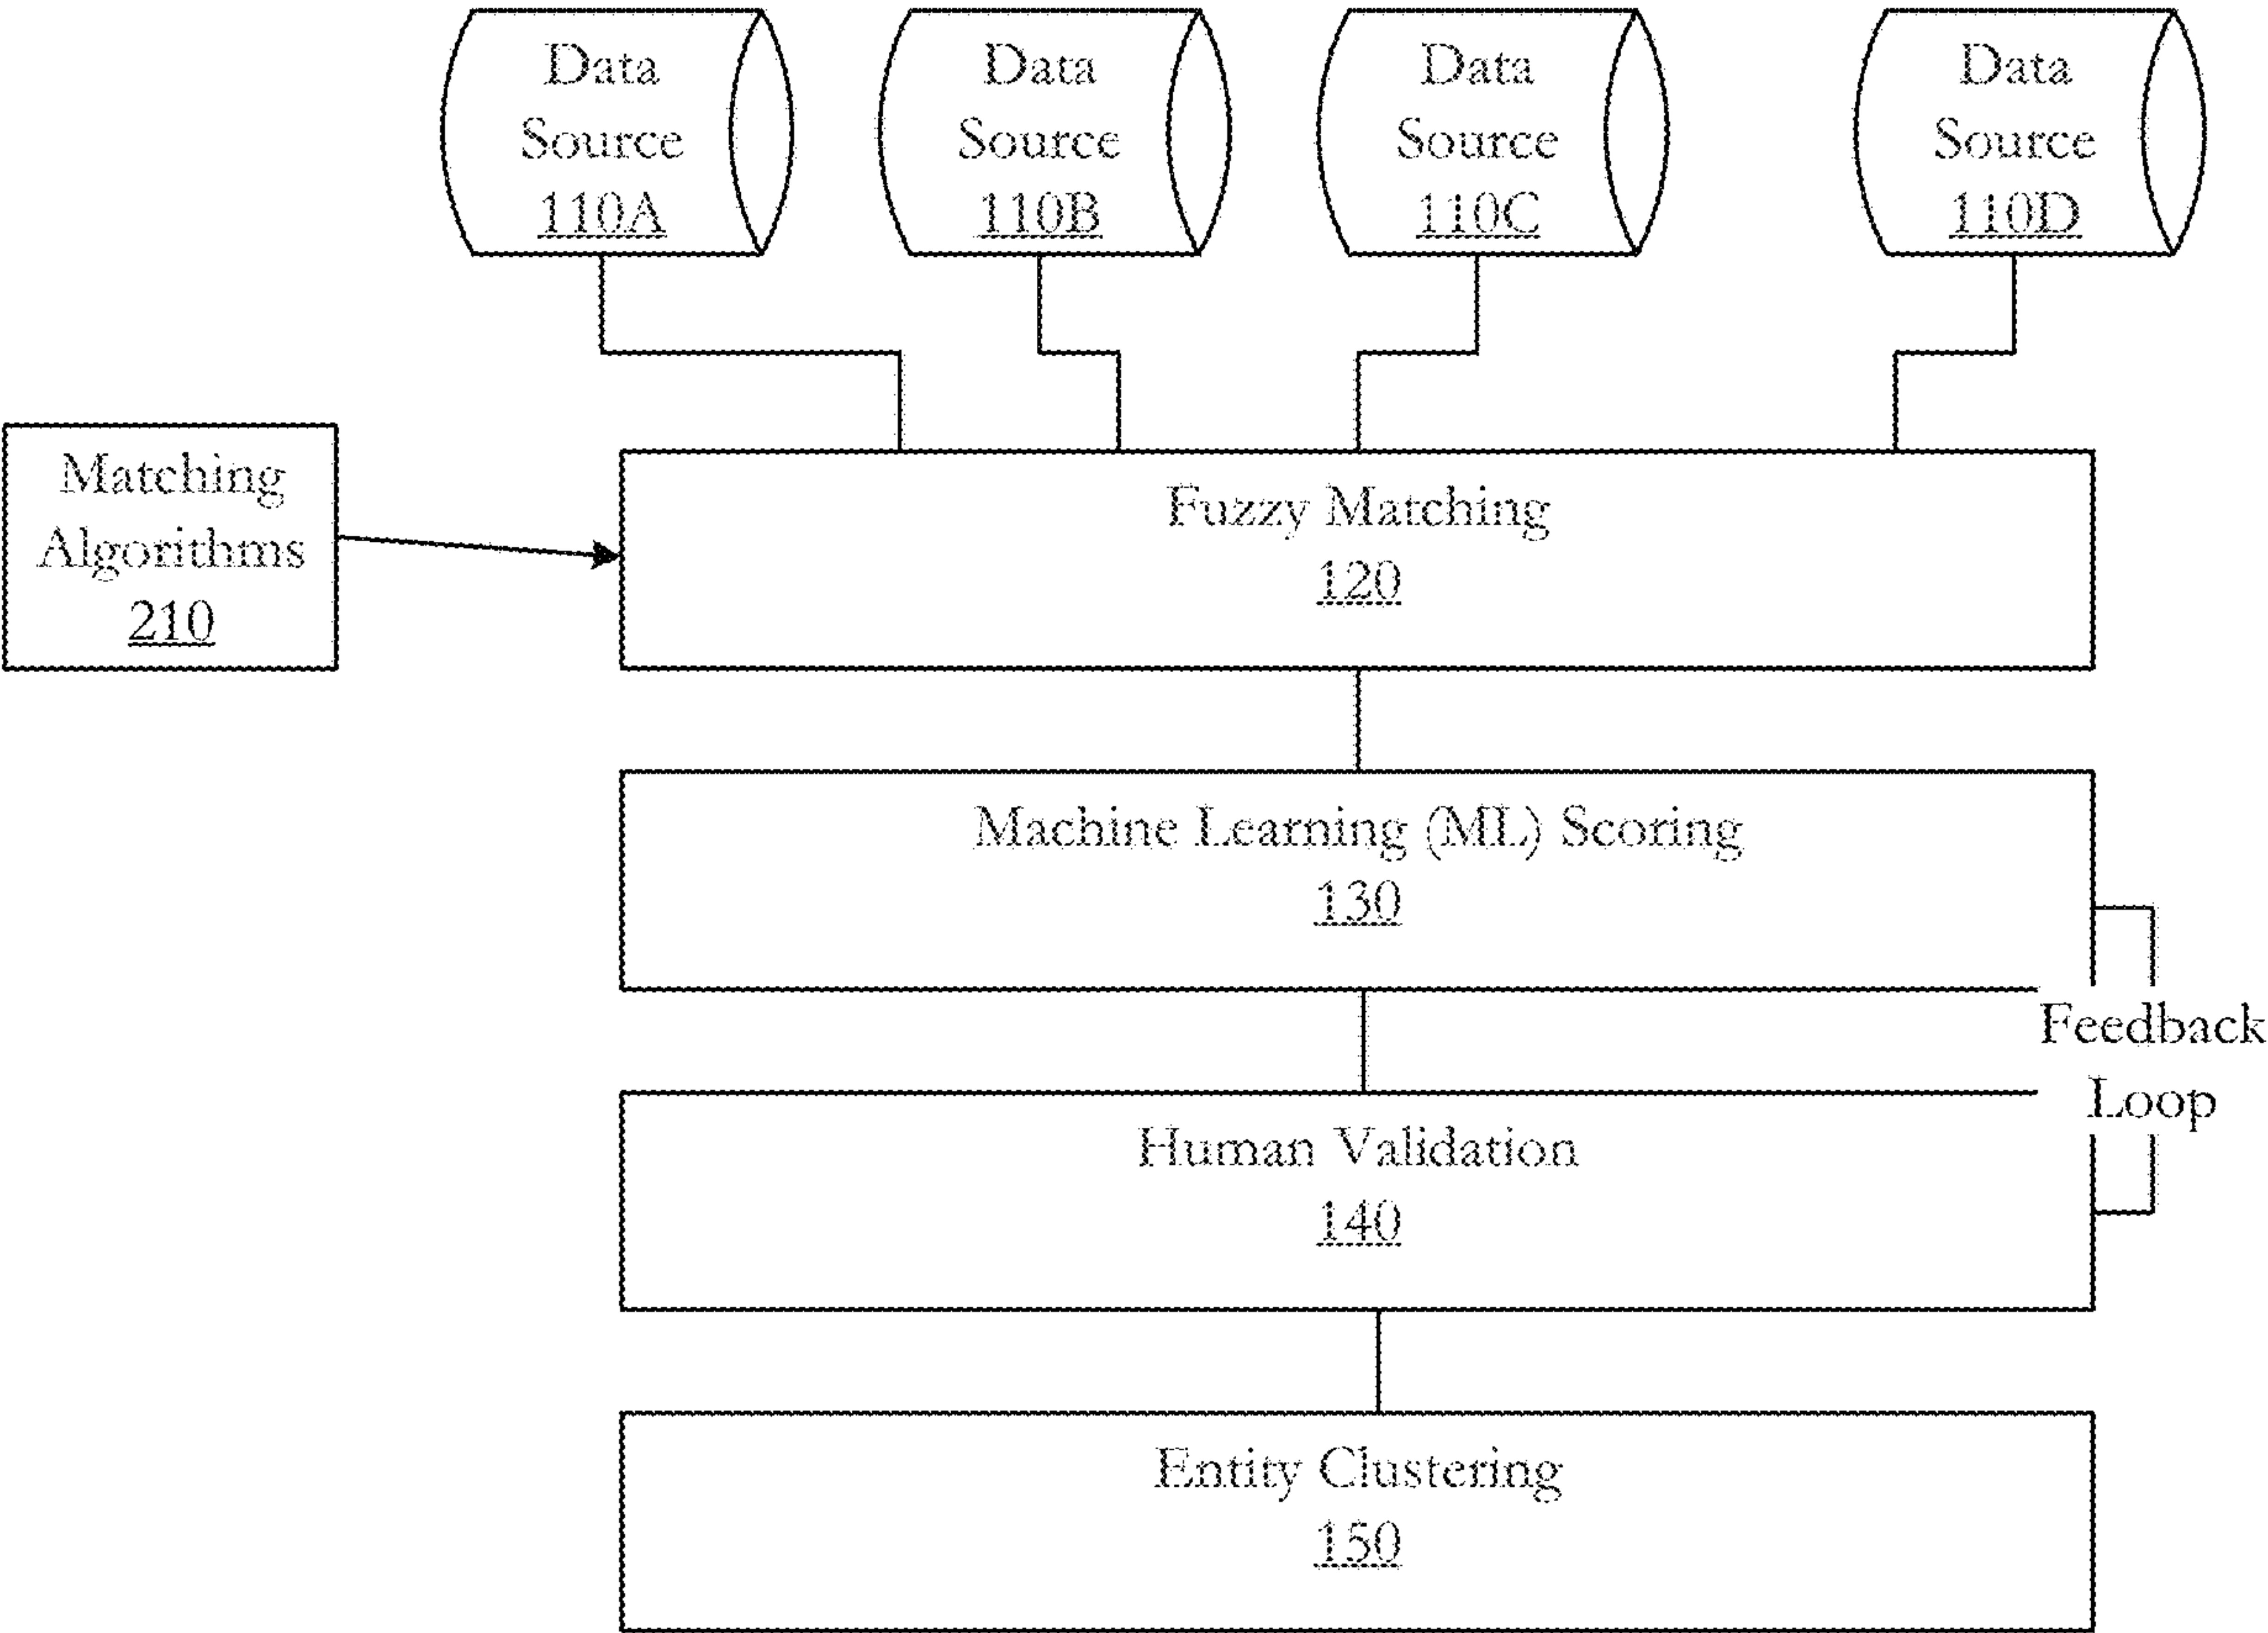 Data
Source
110A
Data
Source
110B
Data
Source
110C
Data
Source
110D
Matching
Algorithms
210
Fuzzy Matching
120
Machine Learning (ML) Scoring
130
Feedback
Loop
Human Validation
140
Entity Clustering
150